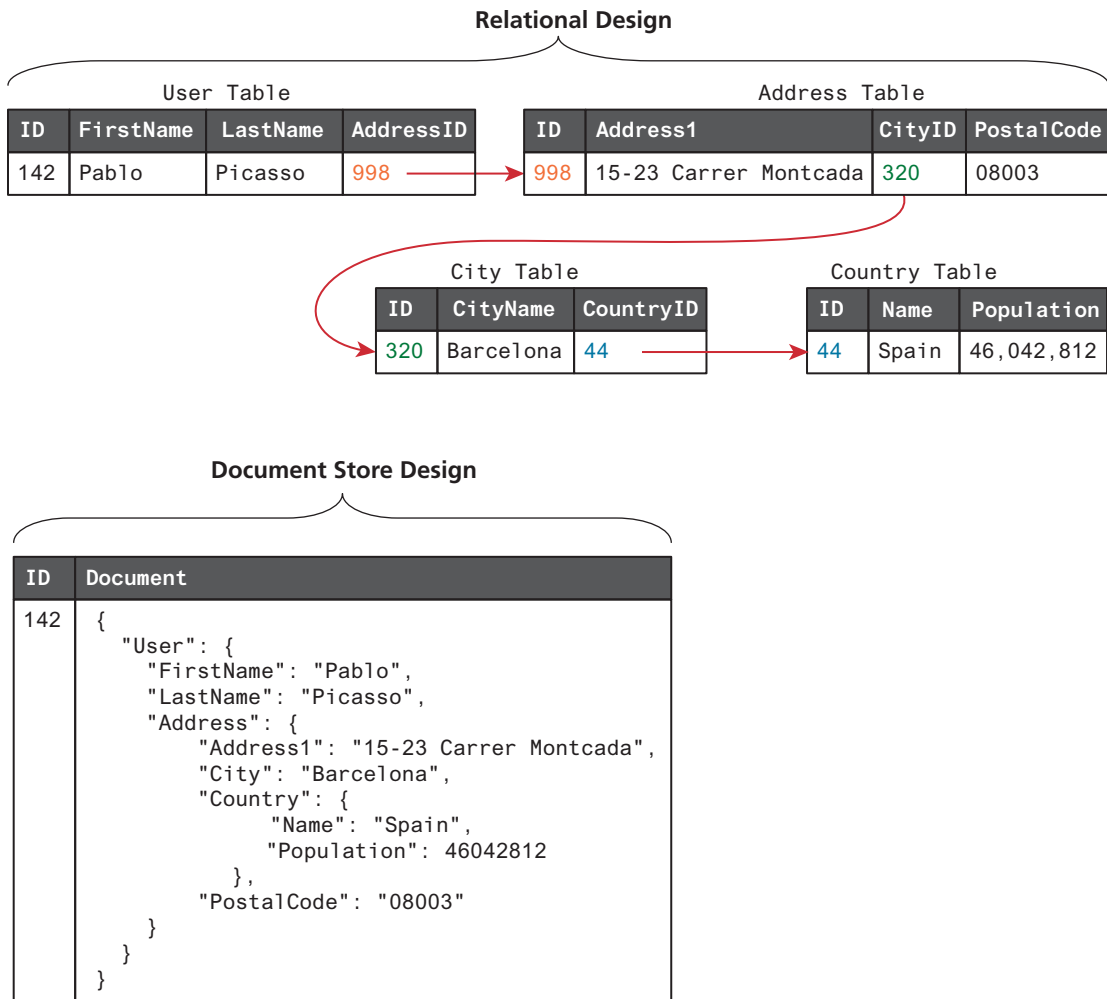 Relational Design
User Table
ID FirstName LastName AddressID
142 Pablo Picasso 998
Address Table
ID Address1 CityID PostalCode
998 15-23 Carrer Montcada 320 08003
City Table
ID CityName CountryID
320 Barcelona 44
Country Table
ID Name Population
44 Spain 46,042,812
Document Store Design
ID Document
142 {
"User": {
"FirstName": "Pablo",
"LastName": "Picasso",
"Address": {
"Address1": "15-23 Carrer Montcada",
"City": "Barcelona",
"Country": {
"Name": "Spain",
"Population": 46042812
},
"PostalCode": "08003"
}
}
}